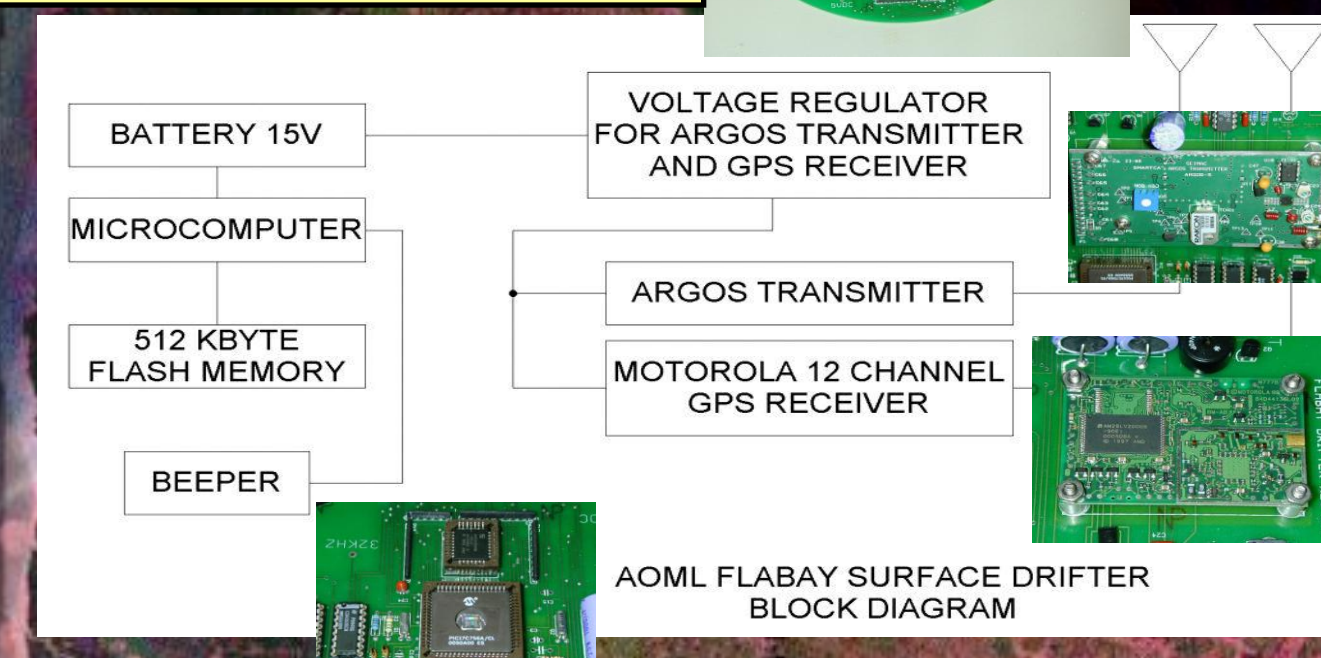 5VDC
BATTERY 15V
VOLTAGE REGULATOR
FOR ARGOS TRANSMITTER
AND GPS RECEIVER
MICROCOMPUTER
ARGOS TRANSMITTER
512 KBYTE
FLASH MEMORY
MOTOROLA 12 CHANNEL
GPS RECEIVER
BEEPER
32KHZ
AOML FLABAY SURFACE DRIFTER
BLOCK DIAGRAM